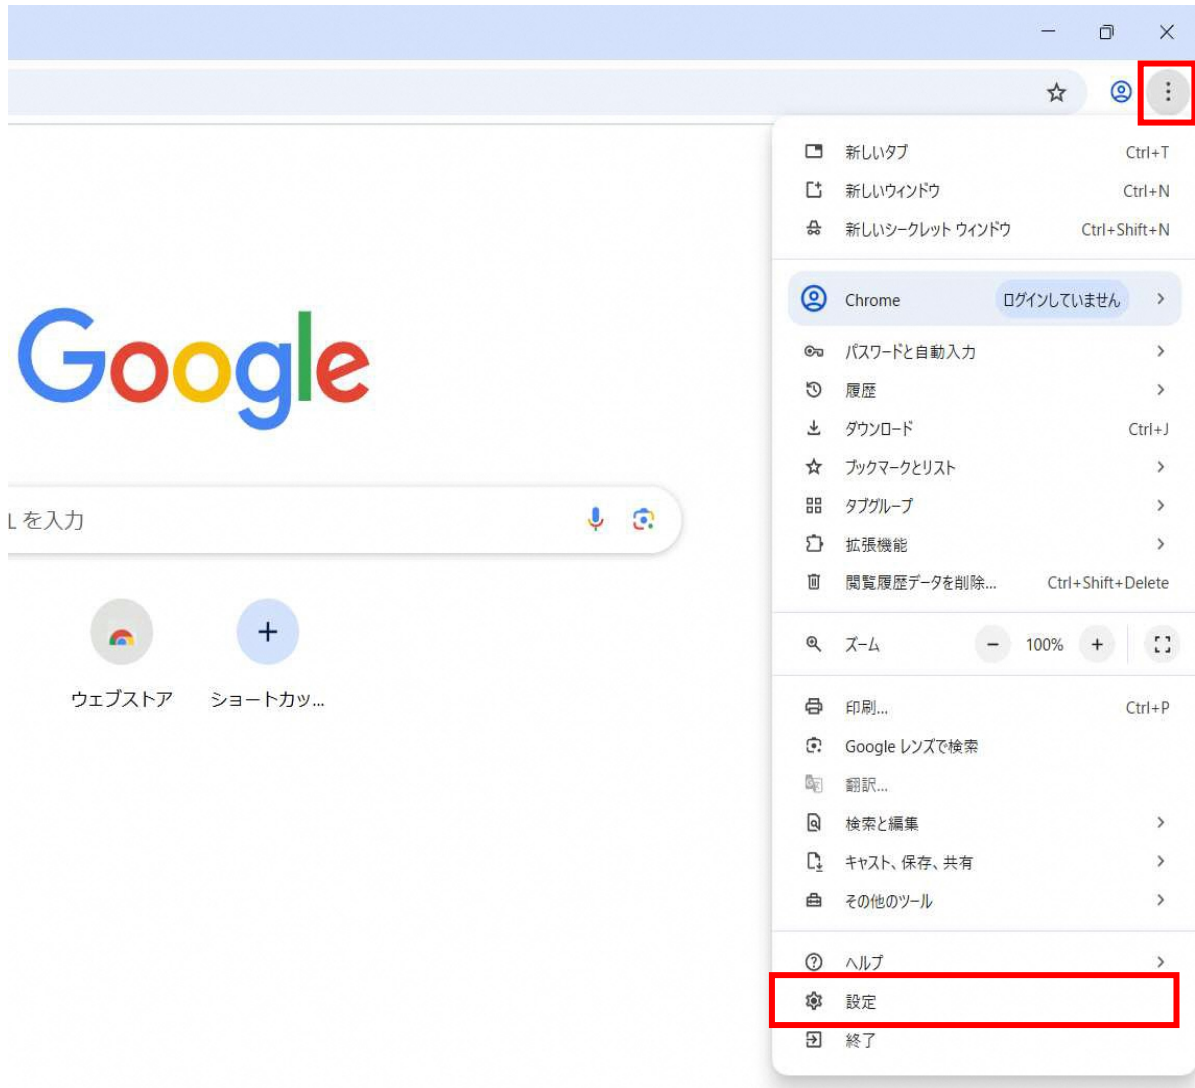 新しいタブ Ctrl+T
新しいウィンドウ Ctrl+N
新しいシークレット ウィンドウ Ctrl+Shift+N
Chrome ログインしていません
Google
パスワードと自動入力
履歴
ダウンロード Ctrl+J
ブックマークとリスト
L を入力
タブグループ
拡張機能
閲覧履歴データを削除... Ctrl+Shift+Delete
ズーム − 100% +
ウェブストア ショートカッ...
印刷... Ctrl+P
Google レンズで検索
翻訳...
検索と編集
キャスト、保存、共有
その他のツール
ヘルプ
設定
終了